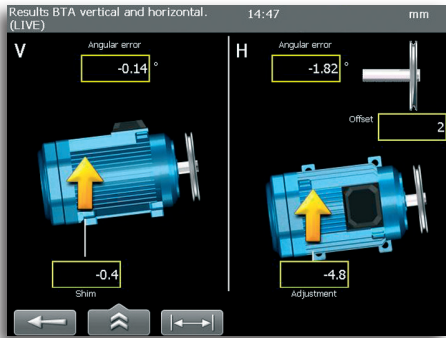 Results BTA vertical and horizontal.
(LIVE)
14:47
mm
V
Angular error
-0.14 °
-0.4
Shim
H
Angular error
-1.82 °
Offset
2
-4.8
Adjustment